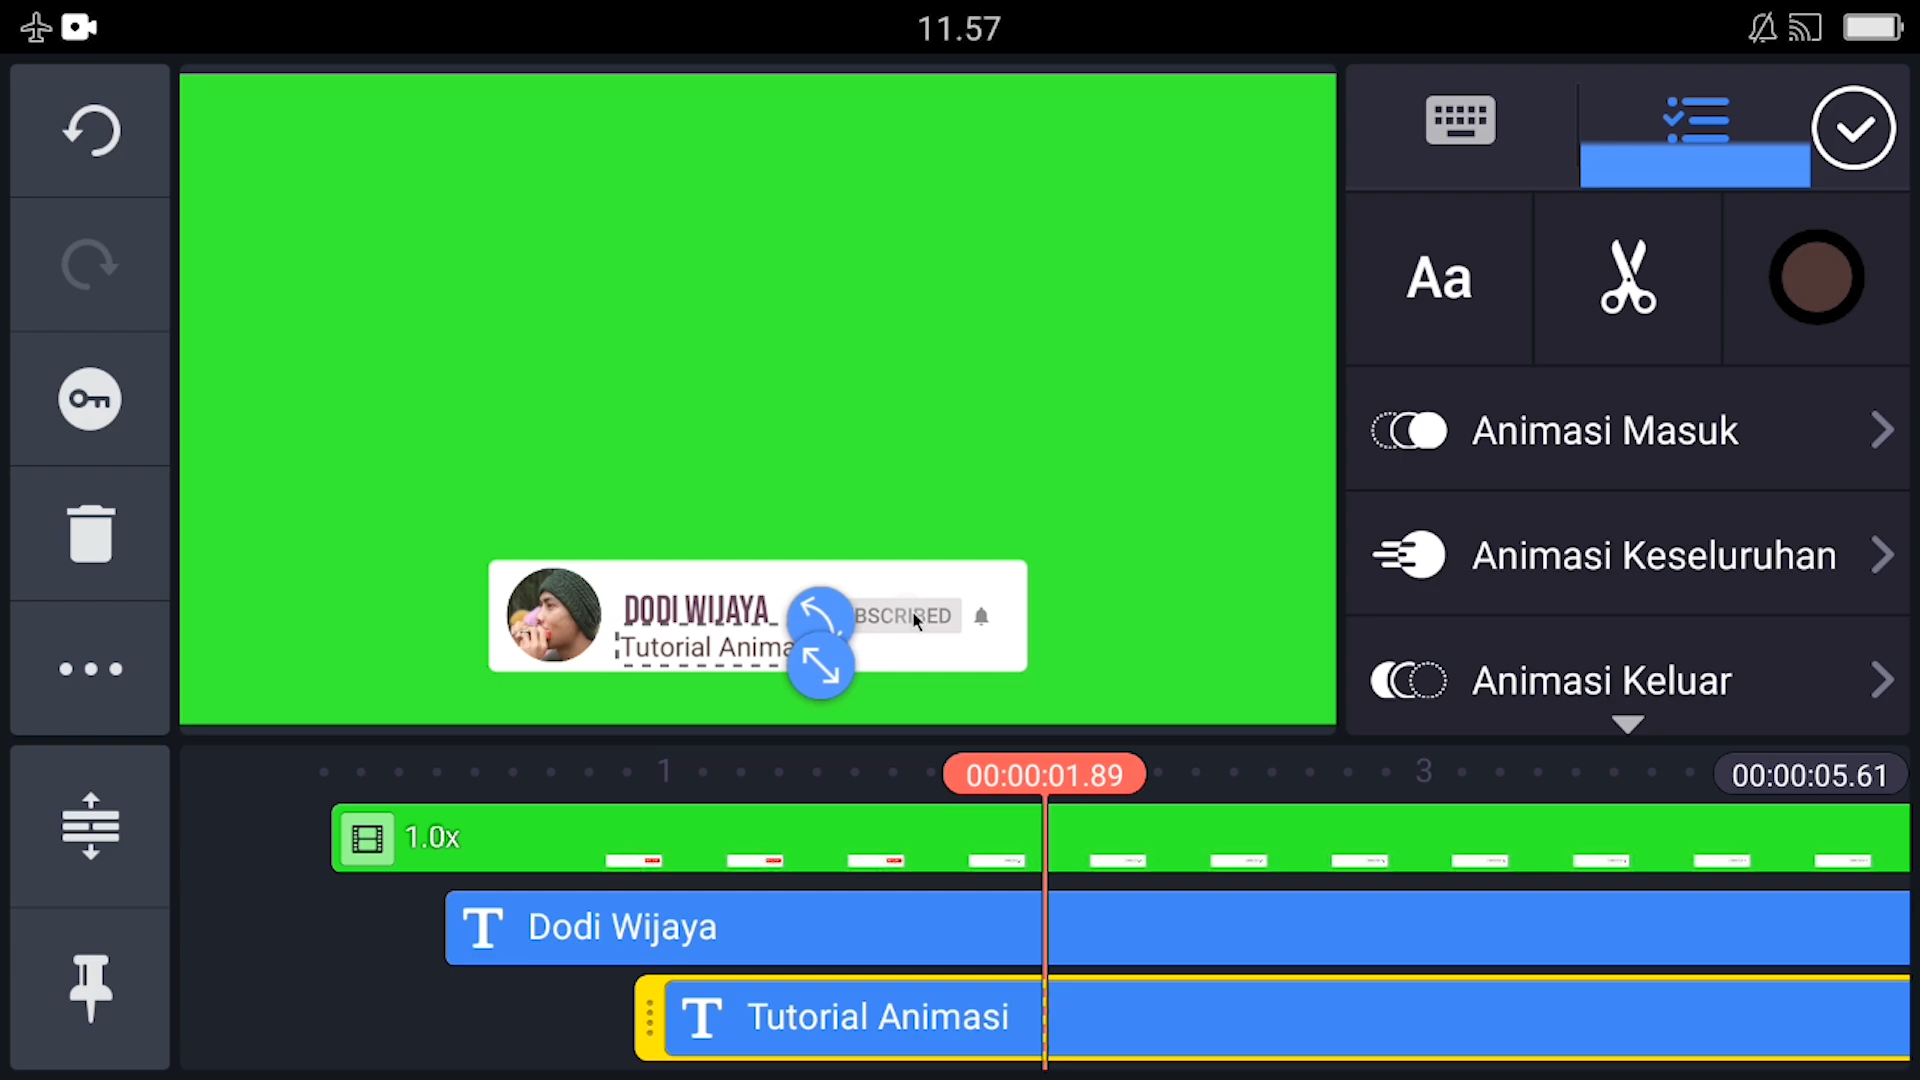 11.57
Aa
Animasi Masuk
Animasi Keseluruhan
Animasi Keluar
DODI WIJAYA
BSCRIBED
Tutorial Anima
1
00:00:01.89
3
00:00:05.61
1.0x
T Dodi Wijaya
T Tutorial Animasi